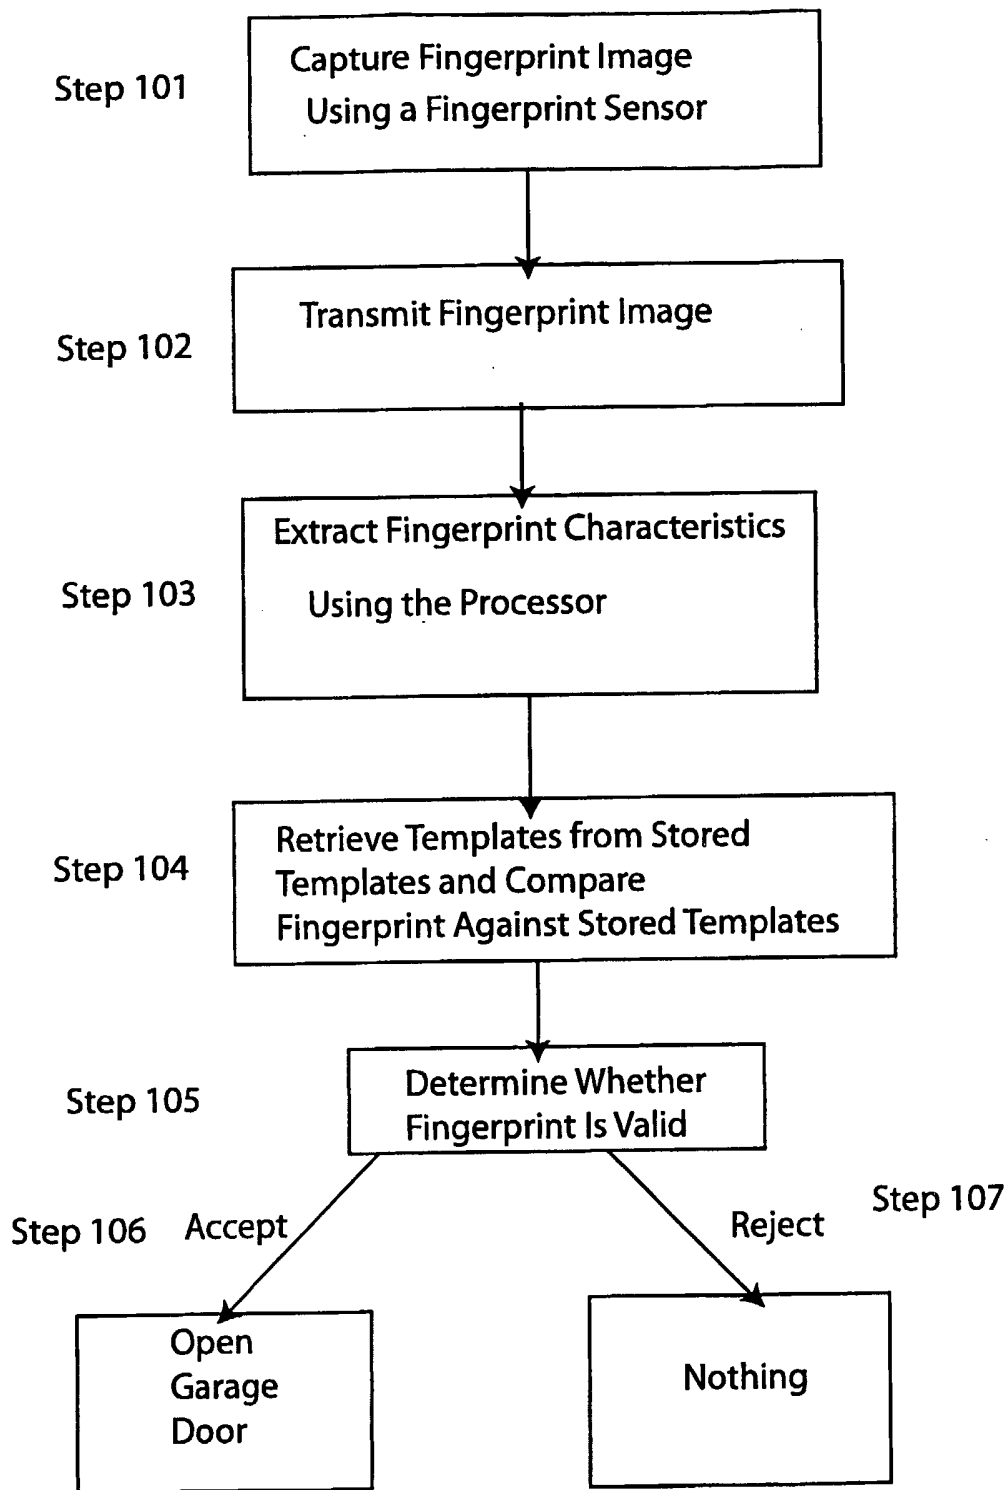 Step 101
Capture Fingerprint Image
Using a Fingerprint Sensor
Step 102
Transmit Fingerprint Image
Step 103
Extract Fingerprint Characteristics
Using the Processor
Step 104
Retrieve Templates from Stored
Templates and Compare
Fingerprint Against Stored Templates
Step 105
Determine Whether
Fingerprint Is Valid
Step 106
Accept
Reject
Step 107
Open
Garage
Door
Nothing